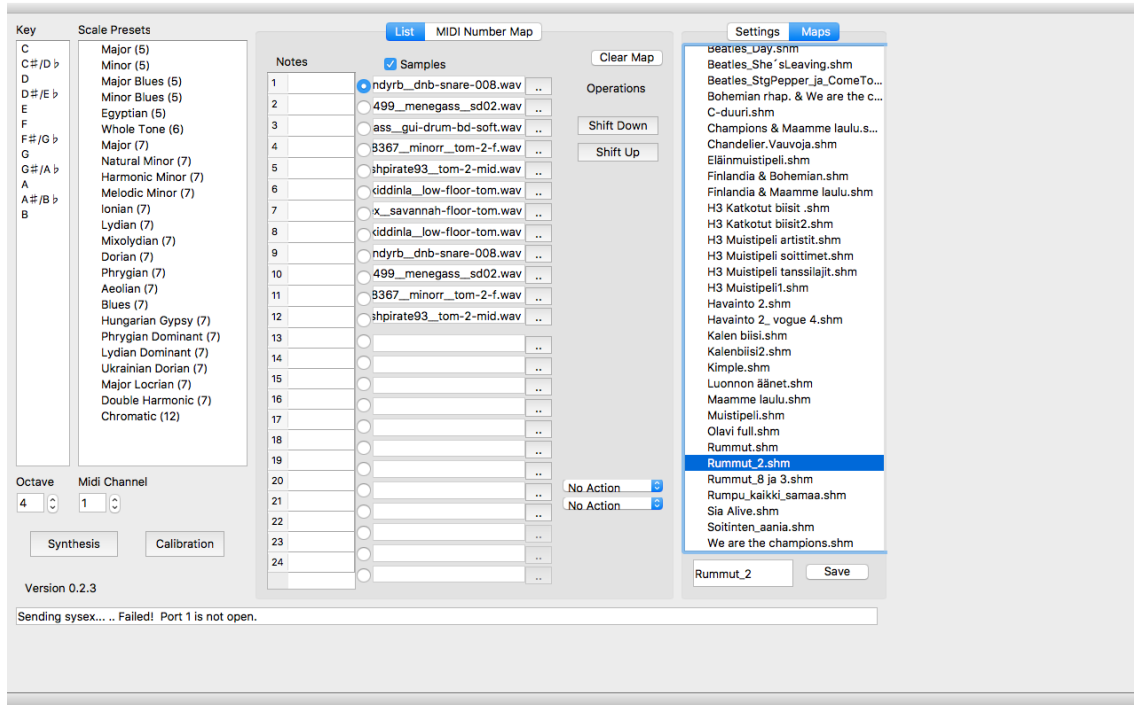 Key
C
C#/D♭
D
D#/E♭
E
F
F#/G♭
G
G#/A♭
A
A#/B♭
B
Octave
4
Scale Presets
Major (5)
Minor (5)
Major Blues (5)
Minor Blues (5)
Egyptian (5)
Whole Tone (6)
Major (7)
Natural Minor (7)
Harmonic Minor (7)
Melodic Minor (7)
Ionian (7)
Lydian (7)
Mixolydian (7)
Dorian (7)
Phrygian (7)
Aeolian (7)
Blues (7)
Hungarian Gypsy (7)
Phrygian Dominant (7)
Lydian Dominant (7)
Ukrainian Dorian (7)
Major Locrian (7)
Double Harmonic (7)
Chromatic (12)
Midi Channel
1
Synthesis Calibration
Version 0.2.3
List MIDI Number Map
Notes Samples
1 ndyrb__dnb-snare-008.wav ..
2 499__menegass__sd02.wav ..
3 ass__gui-drum-bd-soft.wav ..
4 8367__minorr__tom-2-f.wav ..
5 shpirate93__tom-2-mid.wav ..
6 kiddinla__low-floor-tom.wav ..
7 x__savannah-floor-tom.wav ..
8 kiddinla__low-floor-tom.wav ..
9 ndyrb__dnb-snare-008.wav ..
10 499__menegass__sd02.wav ..
11 8367__minorr__tom-2-f.wav ..
12 shpirate93__tom-2-mid.wav ..
13 ..
14 ..
15 ..
16 ..
17 ..
18 ..
19 ..
20 ..
21 ..
22 ..
23 ..
24 ..
Clear Map
Operations
Shift Down
Shift Up
No Action
No Action
Settings Maps
Beatles_Day.shm
Beatles_She´sLeaving.shm
Beatles_StgPepper_ja_ComeTo...
Bohemian rhap. & We are the c...
C-duuri.shm
Champions & Maamme laulu.s...
Chandelier.Vauvoja.shm
Eläinmuistipeli.shm
Finlandia & Bohemian.shm
Finlandia & Maamme laulu.shm
H3 Katkotut biisit .shm
H3 Katkotut biisit2.shm
H3 Muistipeli artistit.shm
H3 Muistipeli soittimet.shm
H3 Muistipeli tanssilajit.shm
H3 Muistipeli1.shm
Havainto 2.shm
Havainto 2_ vogue 4.shm
Kalen biisi.shm
Kalenbiisi2.shm
Kimple.shm
Luonnon äänet.shm
Maamme laulu.shm
Muistipeli.shm
Olavi full.shm
Rummut.shm
Rummut_2.shm
Rummut_8 ja 3.shm
Rumpu_kaikki_samaa.shm
Sia Alive.shm
Soitinten_aania.shm
We are the champions.shm
Rummut_2 Save
Sending sysex... .. Failed! Port 1 is not open.